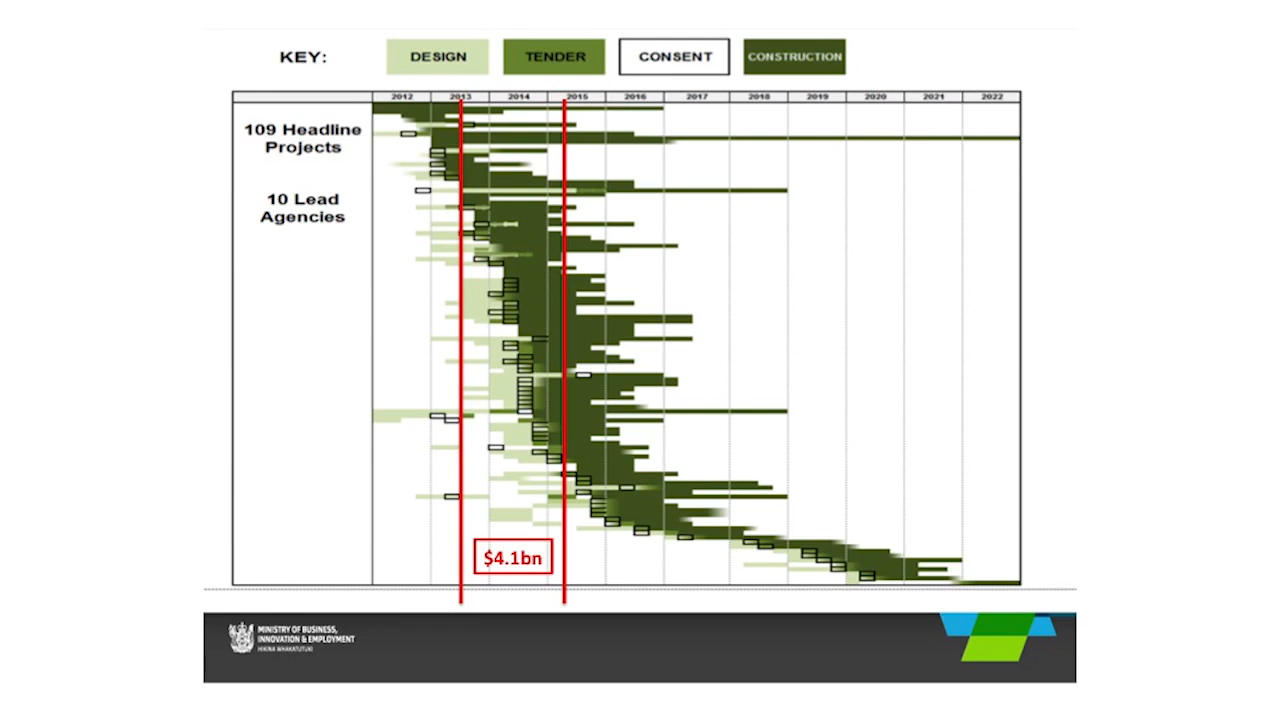 KEY:
DESIGN
TENDER
CONSENT
CONSTRUCTION
2012
2013
2014
2015
2016
2017
2018
2019
2020
2021
2022
109 Headline
Projects
10 Lead
Agencies
$4.1bn
MINISTRY OF BUSINESS,
INNOVATION & EMPLOYMENT
HIKINA WHAKATUTUKI